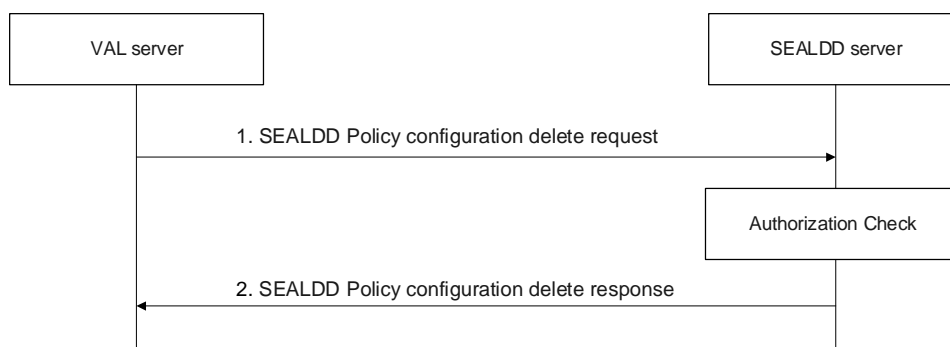 VAL server
SEALDD server
1. SEALDD Policy configuration delete request
Authorization Check
2. SEALDD Policy configuration delete response